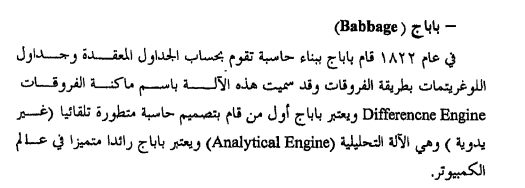 – باباج ( Babbage)
في عام ١٨٢٢ قام باباج ببناء حاسبة تقوم بحساب الجداول المعقدة وجداول
اللوغريتمات بطريقة الفروقات وقد سميت هذه الآلة باسم ماكنة الفروقات
Differencne Engine ويعتبر باباج أول من قام بتصميم حاسبة متطورة تلقائيا (غير
يدوية ) وهي الآلة التحليلية (Analytical Engine) ويعتبر باباج رائدا متميزا في عالم
الكمبيوتر.